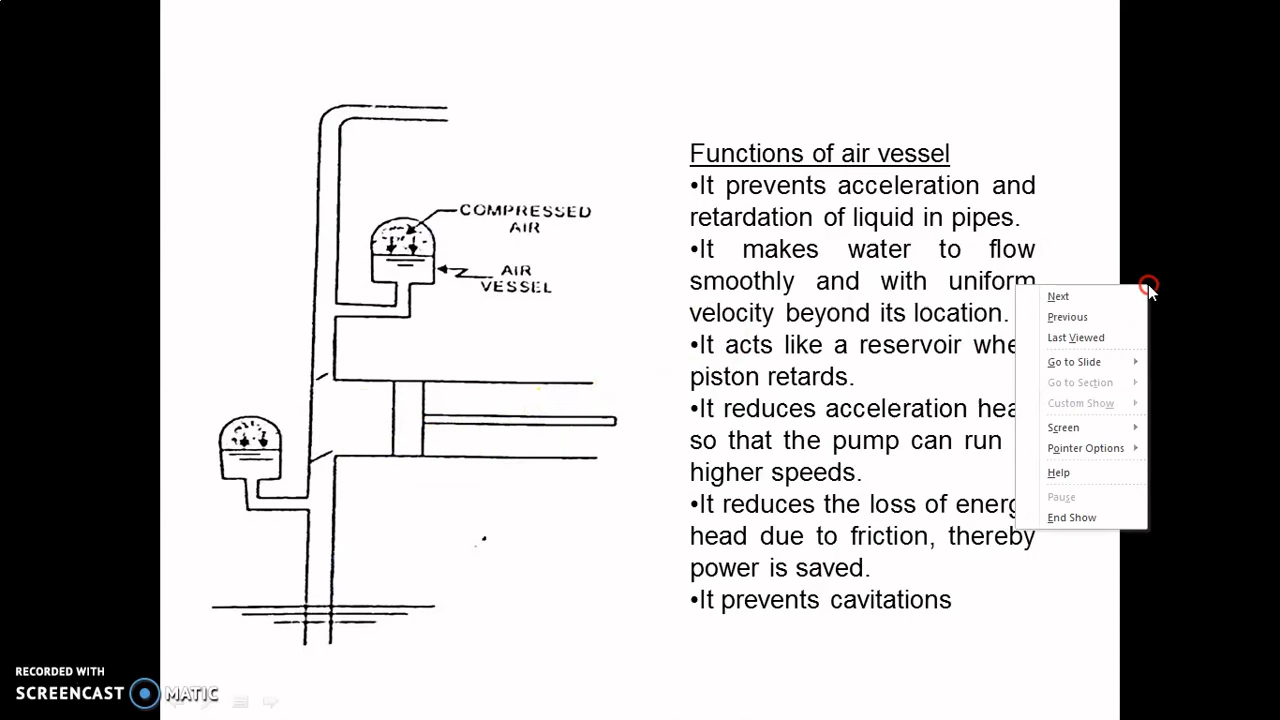 COMPRESSED
AIR
AIR
VESSEL
Functions of air vessel
•It prevents acceleration and
retardation of liquid in pipes.
•It makes water to flow
smoothly and with uniform
velocity beyond its location.
•It acts like a reservoir
piston retards.
•It reduces acceleration
so that the pump can run
higher speeds.
•It reduces the loss of
head due to friction, thereby
power is saved.
•It prevents cavitations
Next
Previous
Last Viewed
Go to Slide
Go to Section
Custom Show
Screen
Pointer Options
Help
Pause
End Show
RECORDED WITH
SCREENCAST MATIC